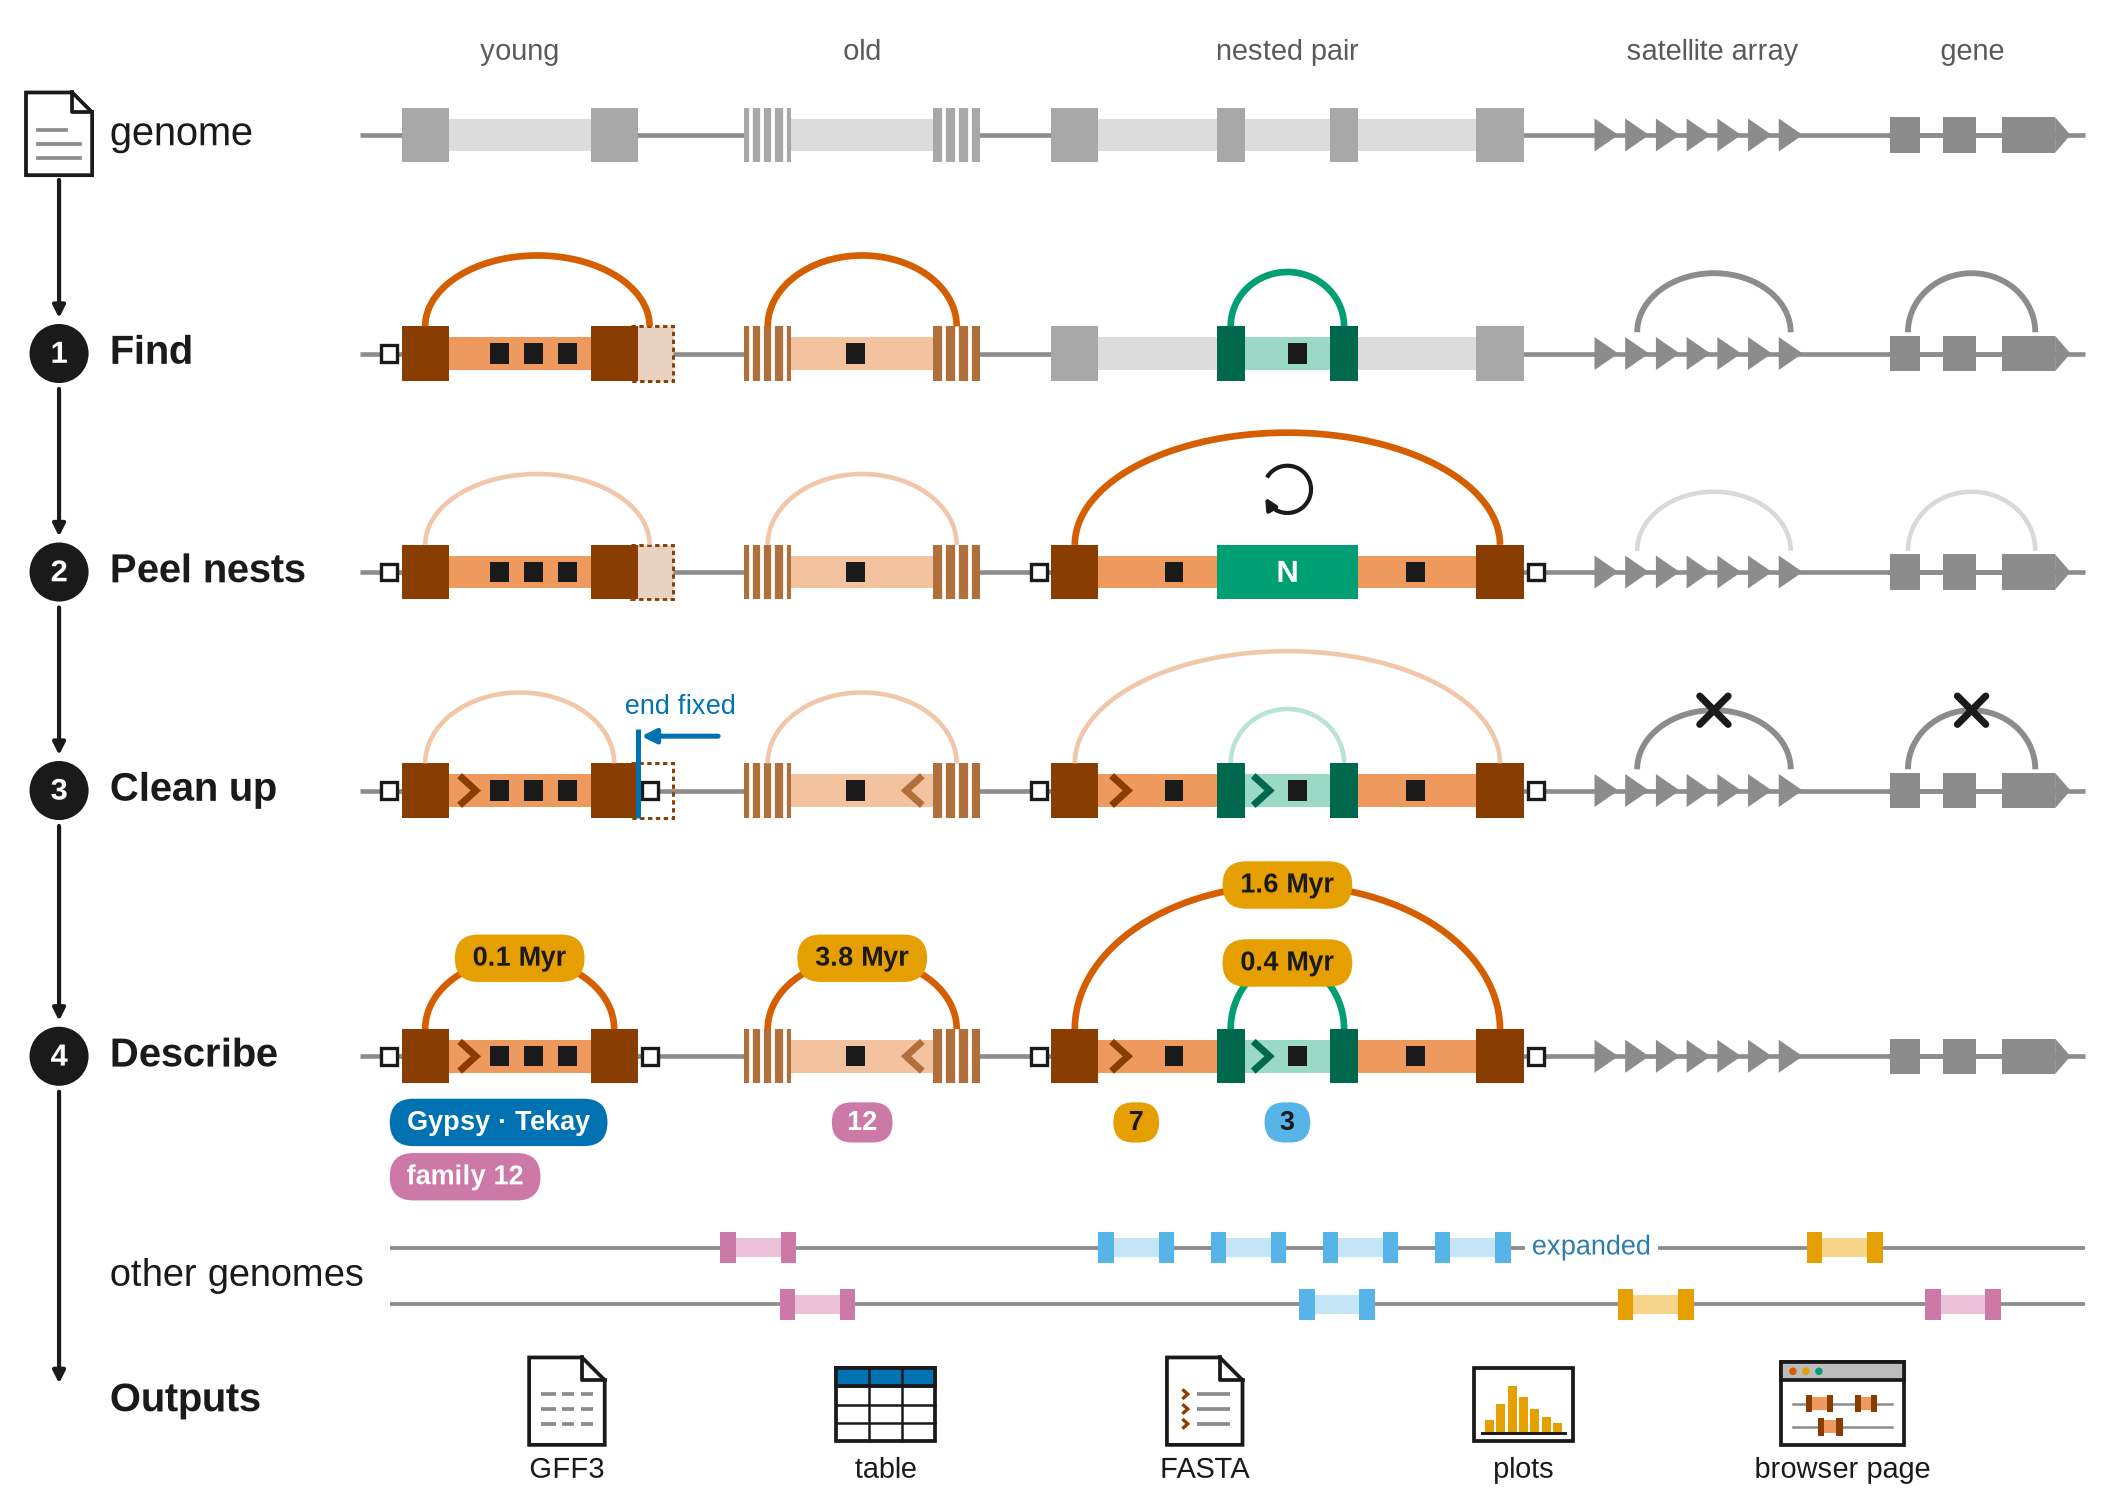 young old nested pair satellite array gene
genome
1 Find
2 Peel nests
N
end fixed
3 Clean up
1.6 Myr
0.1 Myr 3.8 Myr 0.4 Myr
4 Describe
Gypsy · Tekay 12 7 3
family 12
expanded
other genomes
Outputs
GFF3 table FASTA plots browser page